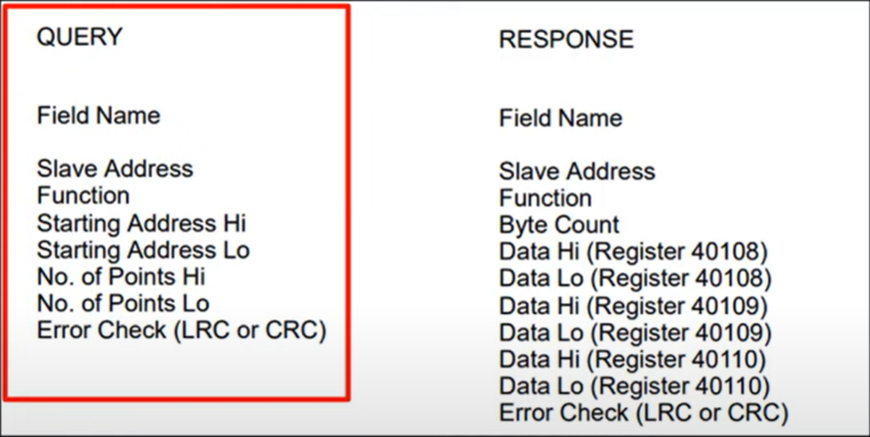 QUERY
Field Name
Slave Address
Function
Starting Address Hi
Starting Address Lo
No. of Points Hi
No. of Points Lo
Error Check (LRC or CRC)
RESPONSE
Field Name
Slave Address
Function
Byte Count
Data Hi (Register 40108)
Data Lo (Register 40108)
Data Hi (Register 40109)
Data Lo (Register 40109)
Data Hi (Register 40110)
Data Lo (Register 40110)
Error Check (LRC or CRC)